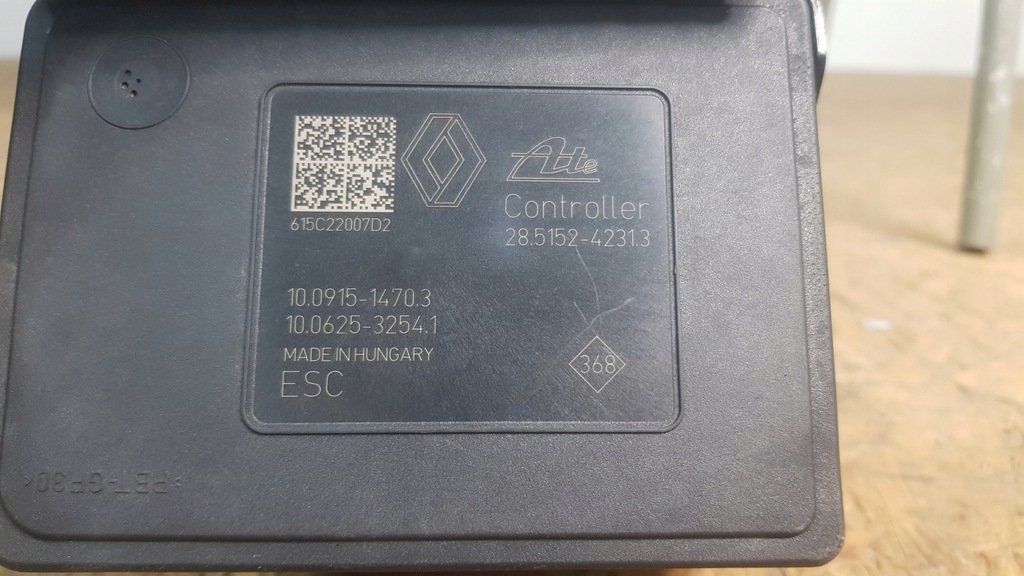 615C22007D2
Ate
Controller
28.5152-4231.3
10.0915-1470.3
10.0625-3254.1
MADE IN HUNGARY
ESC
368
>PBT-GF30<